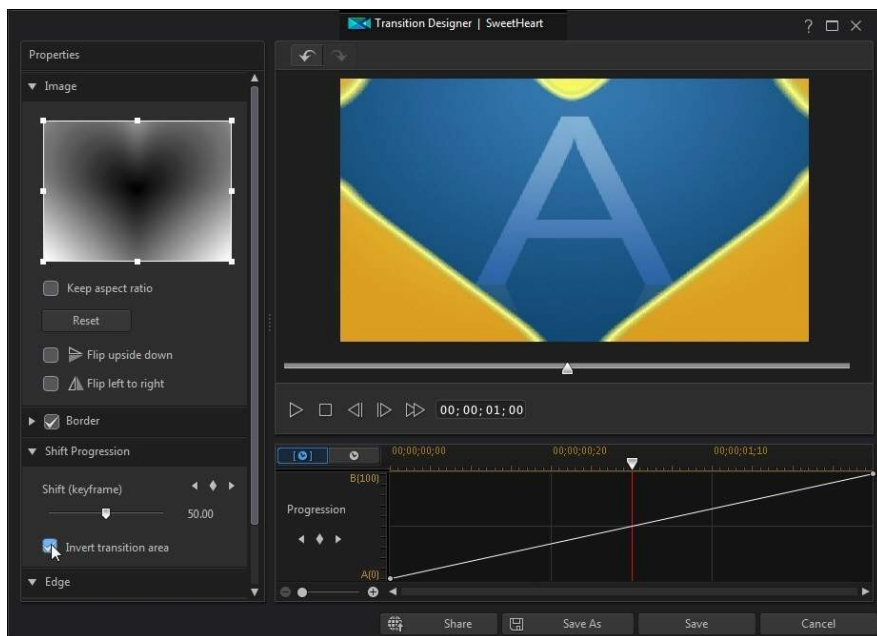 Transition Designer | SweetHeart
?
Properties
Image
Keep aspect ratio
Reset
Flip upside down
Flip left to right
Border
Shift Progression
Shift (keyframe)
50.00
Invert transition area
Edge
A
00;00;01;00
00;00;00;00
00;00;00;20
00;00;01;10
B(100)
Progression
A(0)
Share
Save As
Save
Cancel